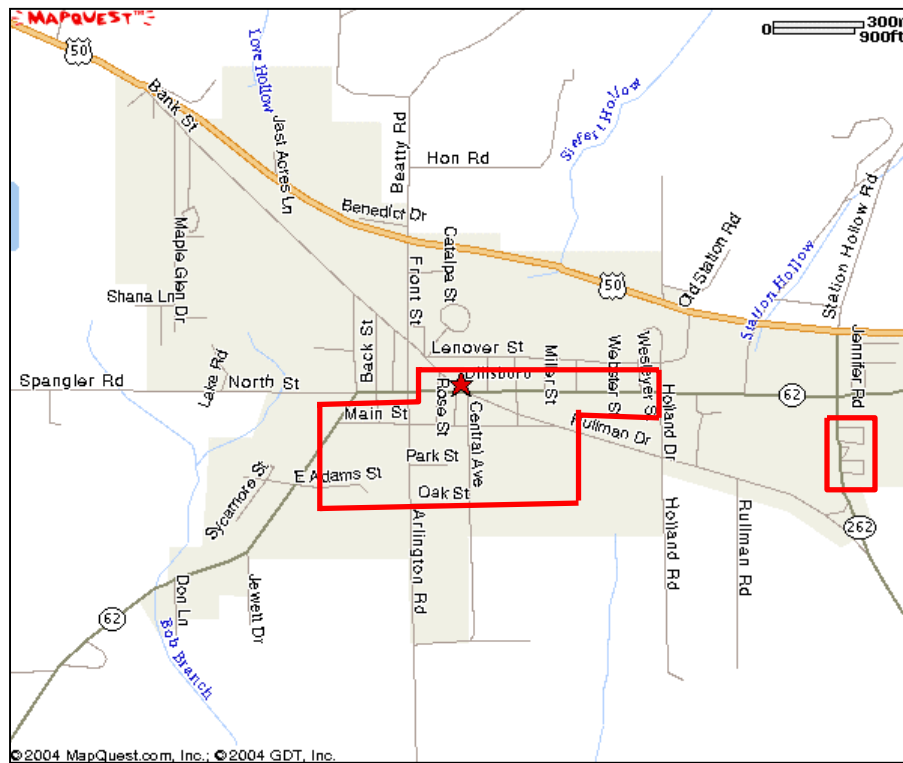 MAPQUEST™
300m
0
900ft
50
Love Hollow
Bank St
Jast Acres Ln
Beatty Rd
Hon Rd
Siefert Hollow
Benedict Dr
Maple Glen Dr
Catalpa St
Front St
Old Station Rd
Station Hollow
Station Hollow Rd
50
Shana Ln
Back St
Lenover St
Jennifer Rd
Lake Rd
Miller St
Webster St
Wesleyer St
Dillsboro
Spangler Rd
North St
62
Main St
Rose St
Central Ave
Holland Dr
Rullman Dr
Park St
E Adams St
Sycamore St
Oak St
262
Arlington Rd
Holland Rd
Rullman Rd
Don Ln
Jewett Dr
62
Bob Branch
©2004 MapQuest.com, Inc.; ©2004 GDT, Inc.